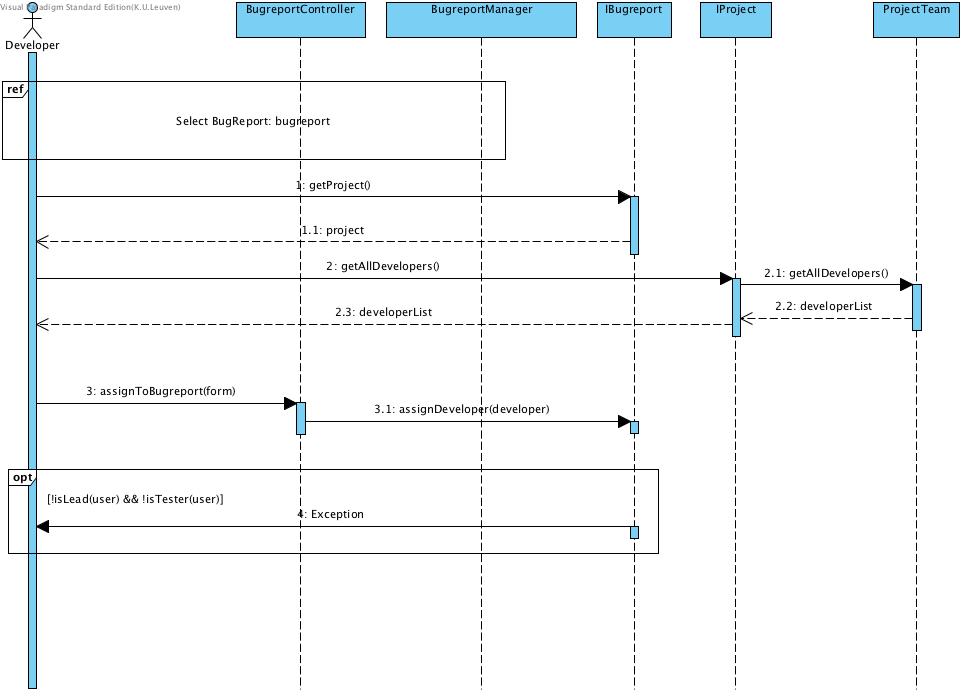 Visual Paradigm Standard Edition(K.U.Leuven)
BugreportController
BugreportManager
IBugreport
IProject
ProjectTeam
Developer
ref
Select BugReport: bugreport
1: getProject()
1.1: project
2: getAllDevelopers()
2.1: getAllDevelopers()
2.2: developerList
2.3: developerList
3: assignToBugreport(form)
3.1: assignDeveloper(developer)
opt
[!isLead(user) && !isTester(user)]
4: Exception